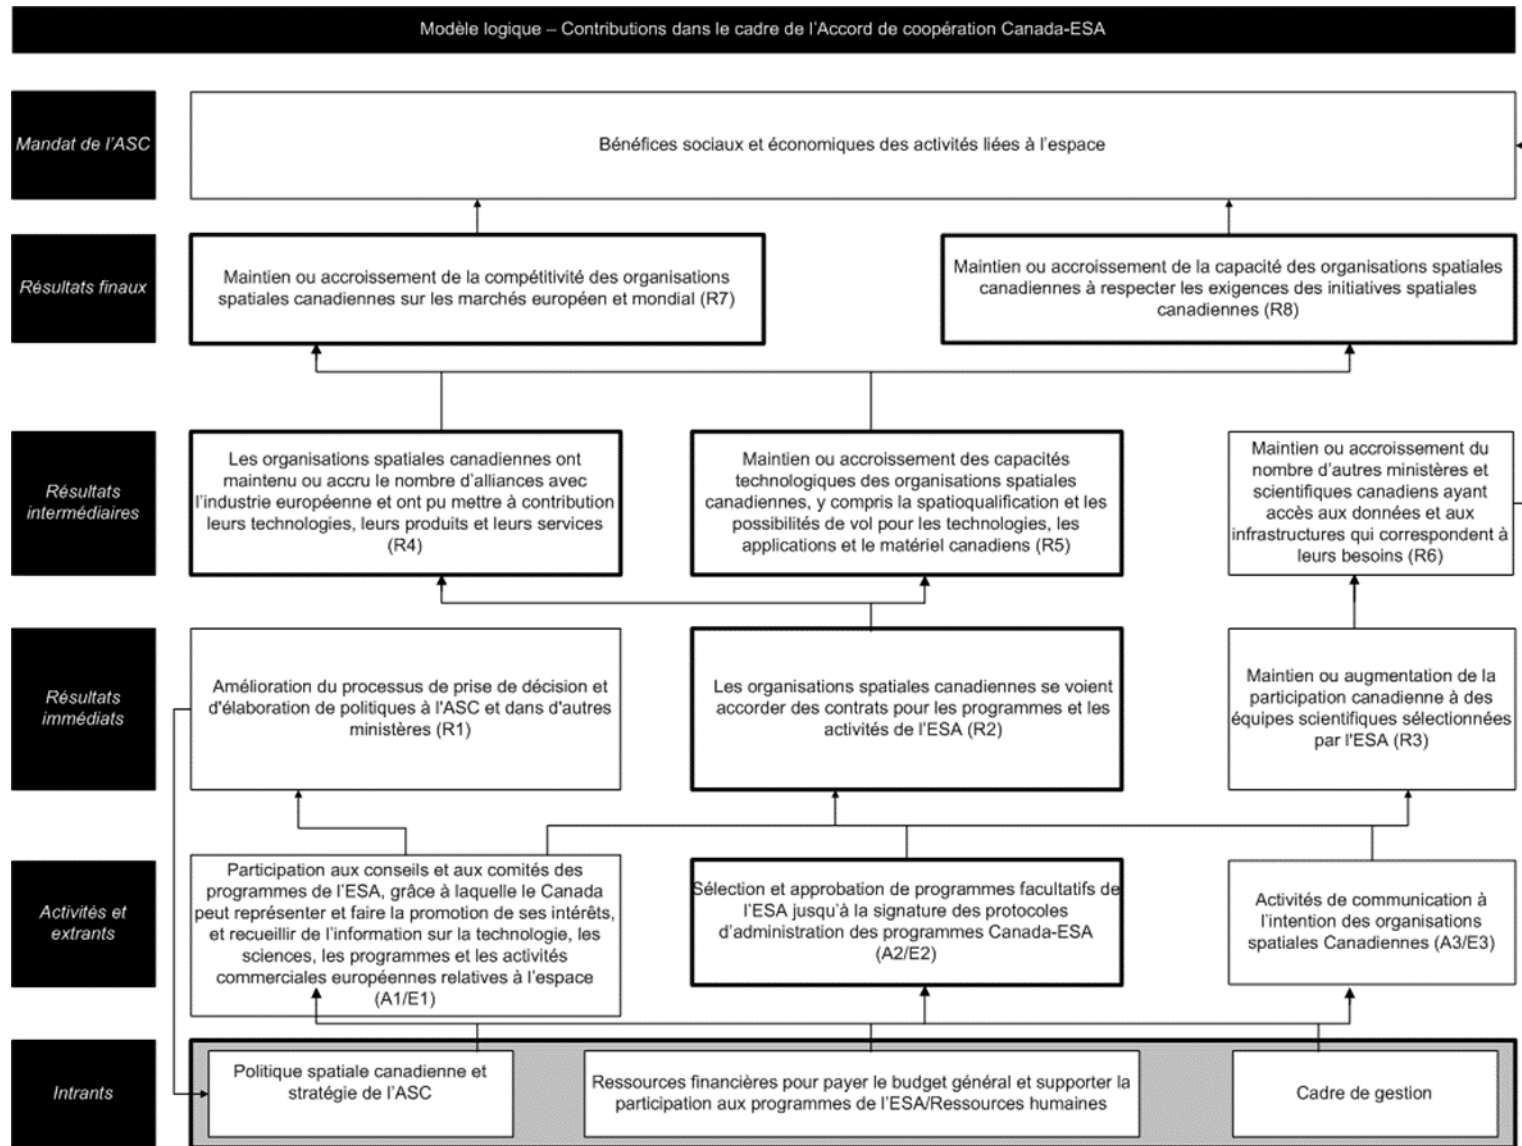 Modèle logique – Contributions dans le cadre de l'Accord de coopération Canada-ESA
Mandat de l'ASC
Bénéfices sociaux et économiques des activités liées à l'espace
Résultats finaux
Maintien ou accroissement de la compétitivité des organisations
spatiales canadiennes sur les marchés européen et mondial (R7)
Maintien ou accroissement de la capacité des organisations spatiales
canadiennes à respecter les exigences des initiatives spatiales
canadiennes (R8)
Résultats
intermédiaires
Les organisations spatiales canadiennes ont
maintenu ou accru le nombre d'alliances avec
l'industrie européenne et ont pu mettre à contribution
leurs technologies, leurs produits et leurs services
(R4)
Maintien ou accroissement des capacités
technologiques des organisations spatiales
canadiennes, y compris la spatioqualification et les
possibilités de vol pour les technologies, les
applications et le matériel canadiens (R5)
Maintien ou accroissement du
nombre d'autres ministères et
scientifiques canadiens ayant
accès aux données et aux
infrastructures qui correspondent à
leurs besoins (R6)
Résultats
immédiats
Amélioration du processus de prise de décision et
d'élaboration de politiques à l'ASC et dans d'autres
ministères (R1)
Les organisations spatiales canadiennes se voient
accorder des contrats pour les programmes et les
activités de l'ESA (R2)
Maintien ou augmentation de la
participation canadienne à des
équipes scientifiques sélectionnées
par l'ESA (R3)
Activités et
extrants
Participation aux conseils et aux comités des
programmes de l'ESA, grâce à laquelle le Canada
peut représenter et faire la promotion de ses intérêts,
et recueillir de l'information sur la technologie, les
sciences, les programmes et les activités
commerciales européennes relatives à l'espace
(A1/E1)
Sélection et approbation de programmes facultatifs de
l'ESA jusqu'à la signature des protocoles
d'administration des programmes Canada-ESA
(A2/E2)
Activités de communication à
l'intention des organisations
spatiales Canadiennes (A3/E3)
Intrants
Politique spatiale canadienne et
stratégie de l'ASC
Ressources financières pour payer le budget général et supporter la
participation aux programmes de l'ESA/Ressources humaines
Cadre de gestion